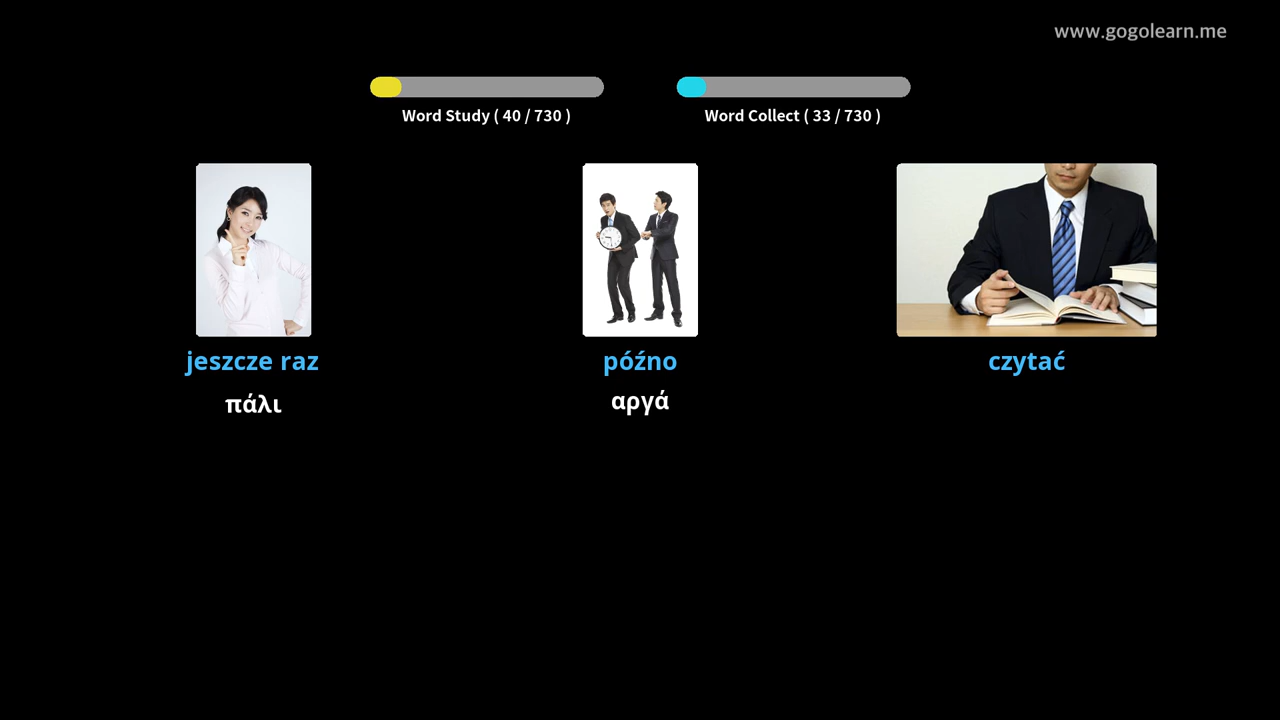 www.gogolearn.me
Word Study ( 40 / 730 )
Word Collect ( 33 / 730 )
jeszcze raz
πάλι
późno
αργά
czytać